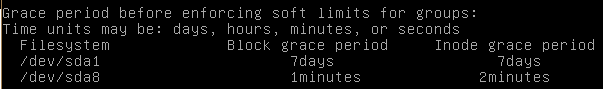 Grace period before enforcing soft limits for groups:
Time units may be: days, hours, minutes, or seconds
Filesystem Block grace period Inode grace period
/dev/sda1 7days 7days
/dev/sda8 1minutes 2minutes